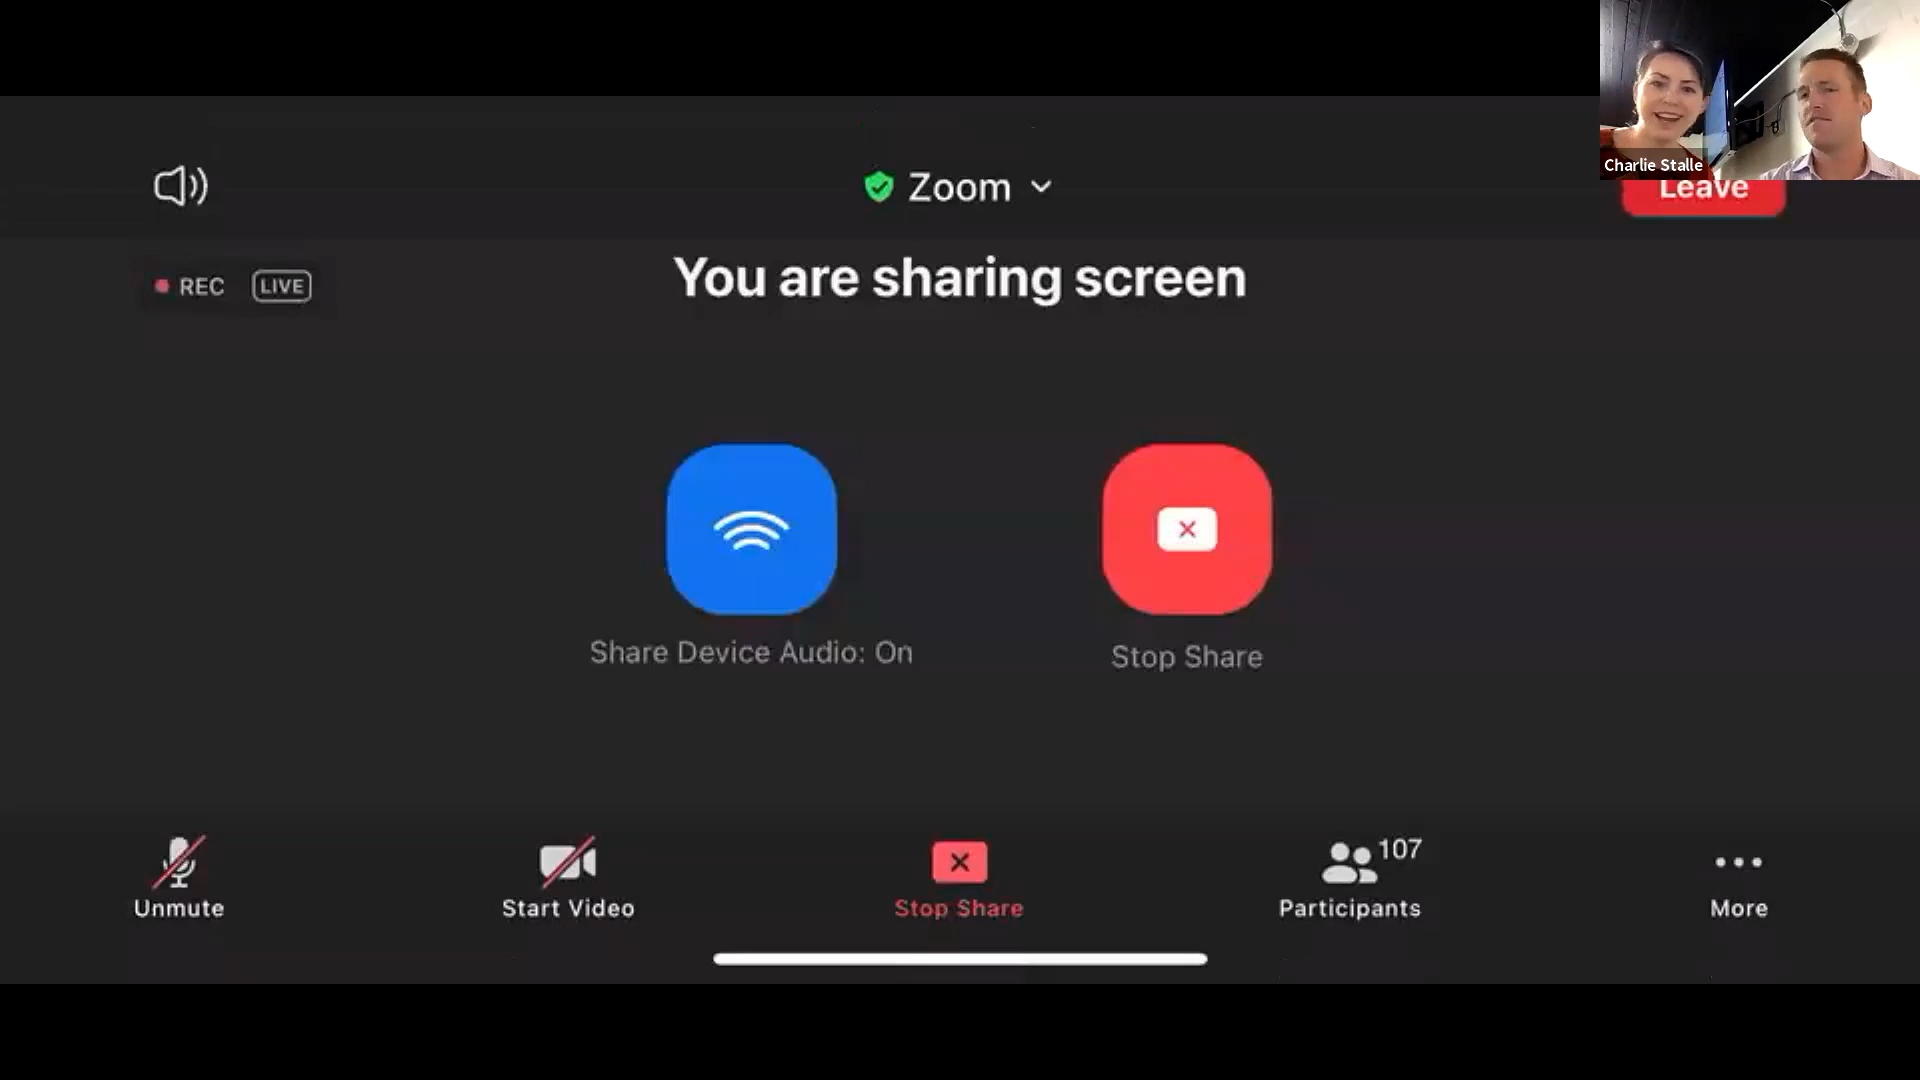 Charlie Stalle
Zoom
Leave
REC
LIVE
You are sharing screen
Share Device Audio: On
Stop Share
107
Unmute
Start Video
Stop Share
Participants
More